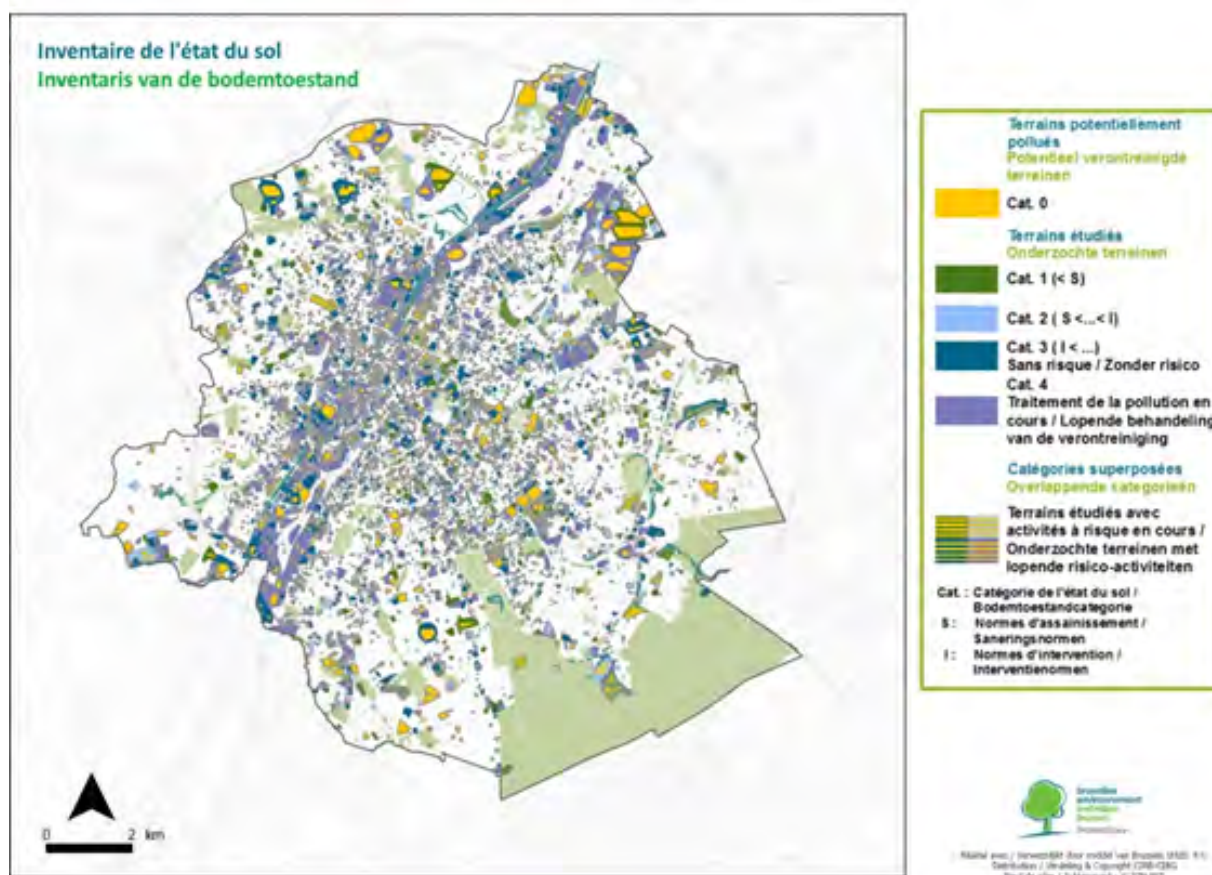 Inventaire de l'état du sol
Inventaris van de bodemtoestand
Terrains potentiellement
pollués
Potentieel verontreinigde
terreinen
Cat. 0
Terrains étudiés
Onderzochte terreinen
Cat. 1 (< S)
Cat. 2 ( S <...< I)
Cat. 3 ( I < ...)
Sans risque / Zonder risico
Cat. 4
Traitement de la pollution en
cours / Lopende behandeling
van de verontreiniging
Catégories superposées
Overlappende categorieën
Terrains étudiés avec
activités à risque en cours /
Onderzochte terreinen met
lopende risico-activiteiten
Cat. : Catégorie de l'état du sol /
Bodemtoestandcategorie
S : Normes d'assainissement /
Saneringsnormen
I : Normes d'intervention /
Interventienormen
0 2 km
bruxelles
environnement